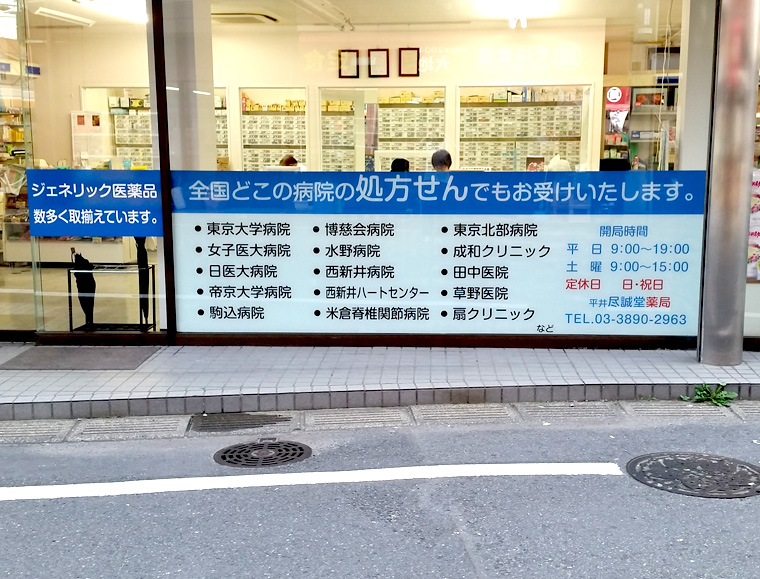 ジェネリック医薬品
数多く取揃えています。
全国どこの病院の処方せんでもお受けいたします。
• 東京大学病院
• 女子医大病院
• 日医大病院
• 帝京大学病院
• 駒込病院
• 博慈会病院
• 水野病院
• 西新井病院
• 西新井ハートセンター
• 米倉脊椎関節病院
• 東京北部病院
• 成和クリニック
• 田中医院
• 草野医院
• 扇クリニック
など
開局時間
平 日 9:00〜19:00
土 曜 9:00〜15:00
定休日 日・祝日
平井尽誠堂薬局
TEL.03-3890-2963